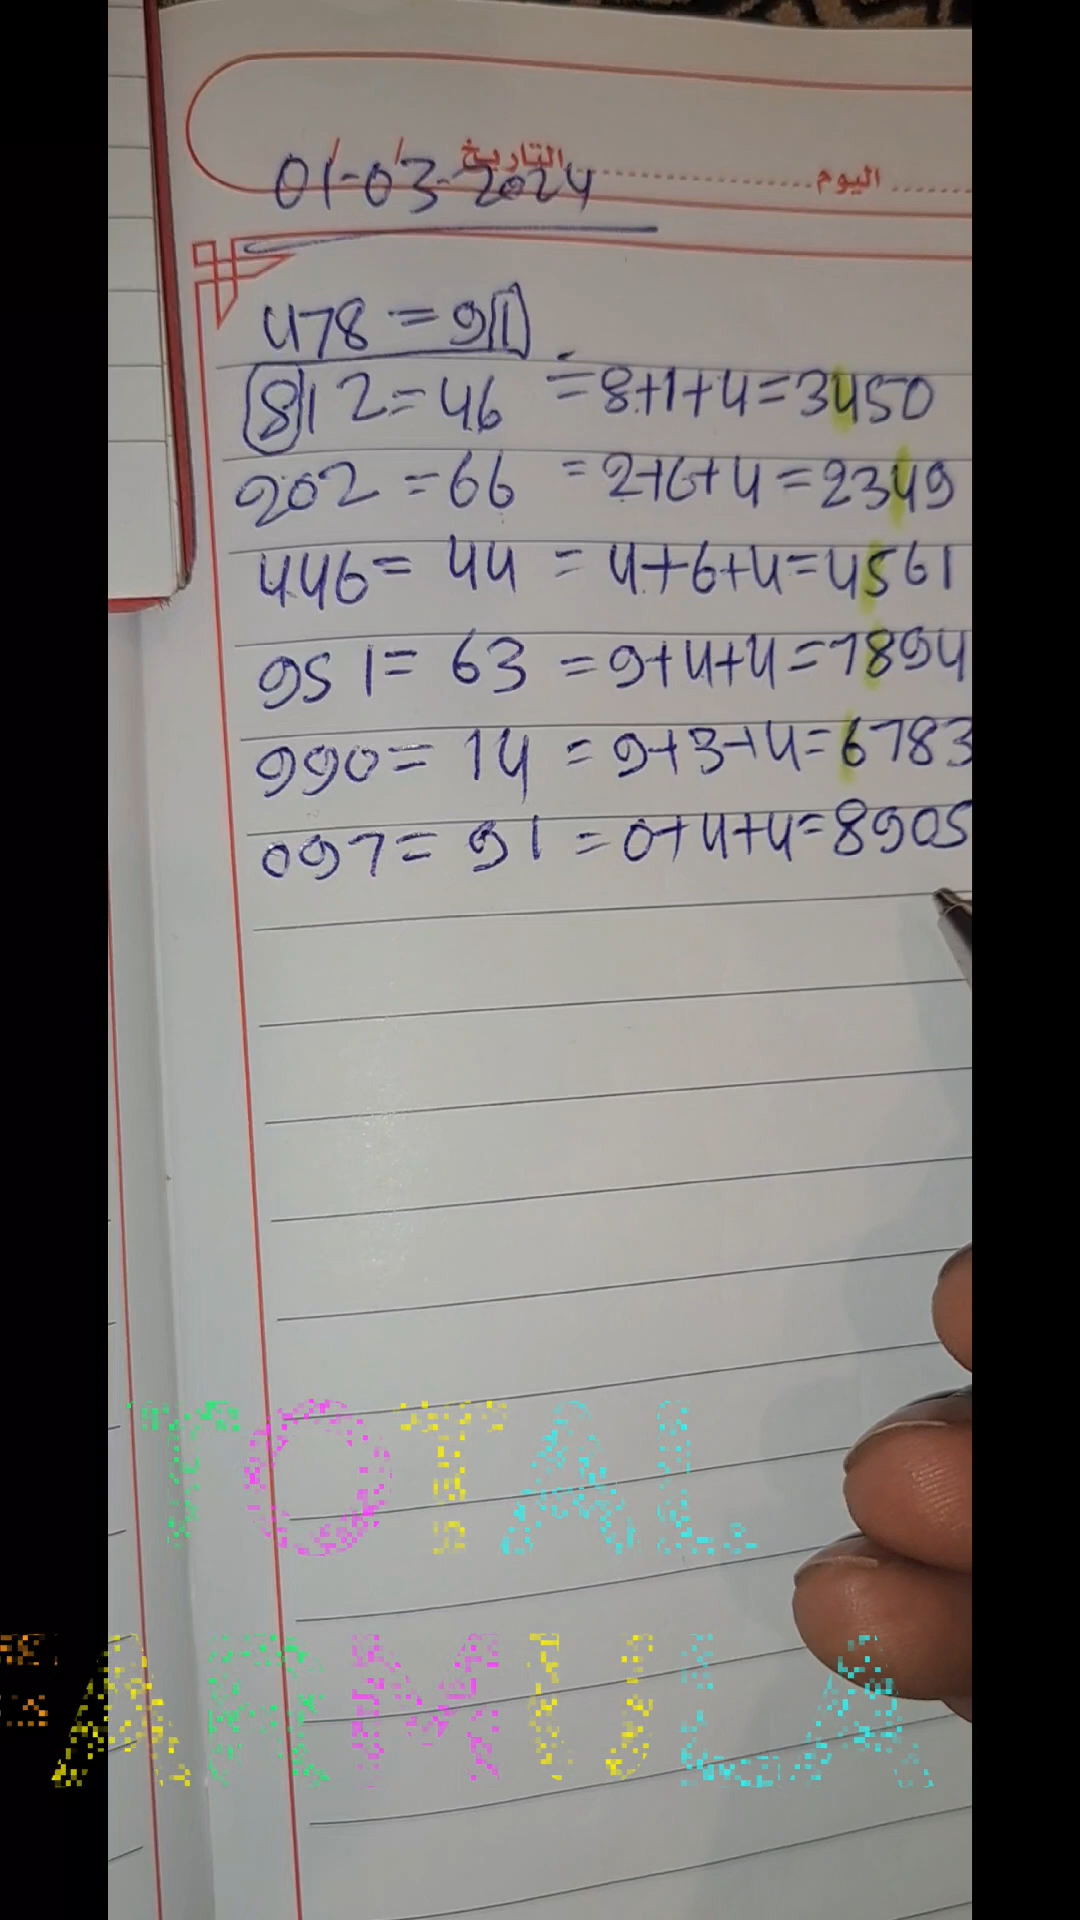 التاريخ
اليوم
01-03-2024
478=91
812=46 =8+1+4=3450
202=66 =2+6+4=2349
446=44 =4+6+4=4561
951=63 =9+4+4=7894
990=14 =9+3+4=6783
097=91 =0+4+4=8905
TOTAL
FARMULA